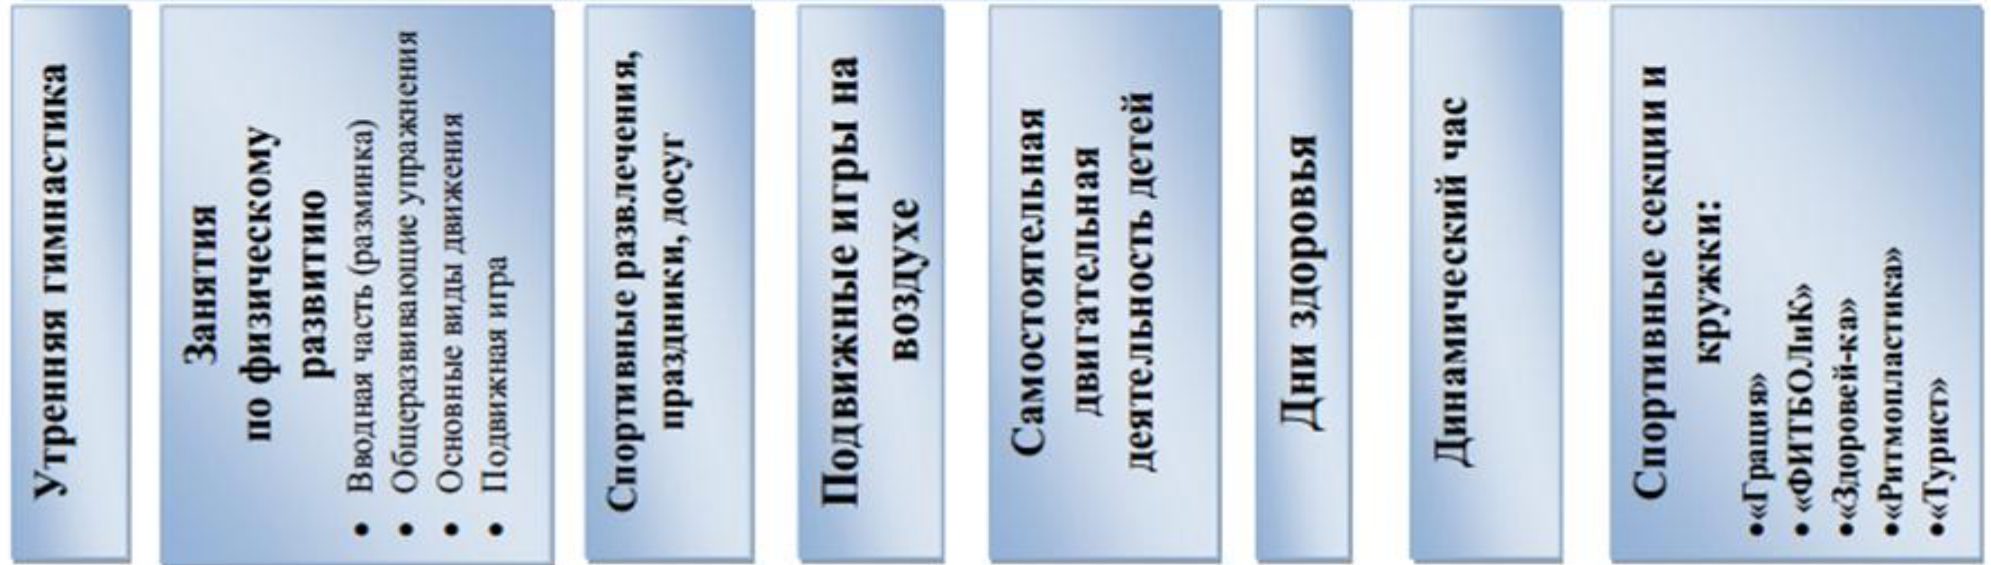 Утренняя гимнастика
Занятия
по физическому
развитию
• Вводная часть (разминка)
• Общеразвивающие упражнения
• Основные виды движения
• Подвижная игра
Спортивные развлечения,
праздники, досуг
Подвижные игры на
воздухе
Самостоятельная
двигательная
деятельность детей
Дни здоровья
Динамический час
Спортивные секции и
кружки:
•«Грация»
• «ФИТБОЛиК»
•«Здоровей-ка»
•«Ритмопластика»
•«Турист»